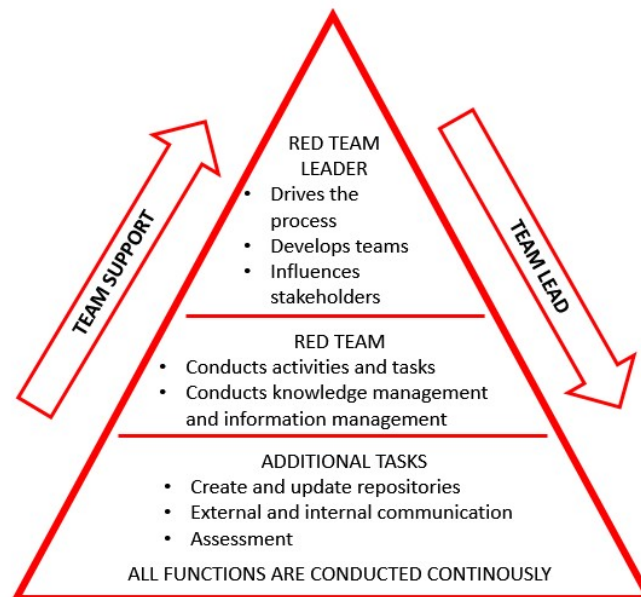 RED TEAM
LEADER
• Drives the
process
• Develops teams
• Influences
stakeholders
TEAM SUPPORT
TEAM LEAD
RED TEAM
• Conducts activities and tasks
• Conducts knowledge management
and information management
ADDITIONAL TASKS
• Create and update repositories
• External and internal communication
• Assessment
ALL FUNCTIONS ARE CONDUCTED CONTINOUSLY